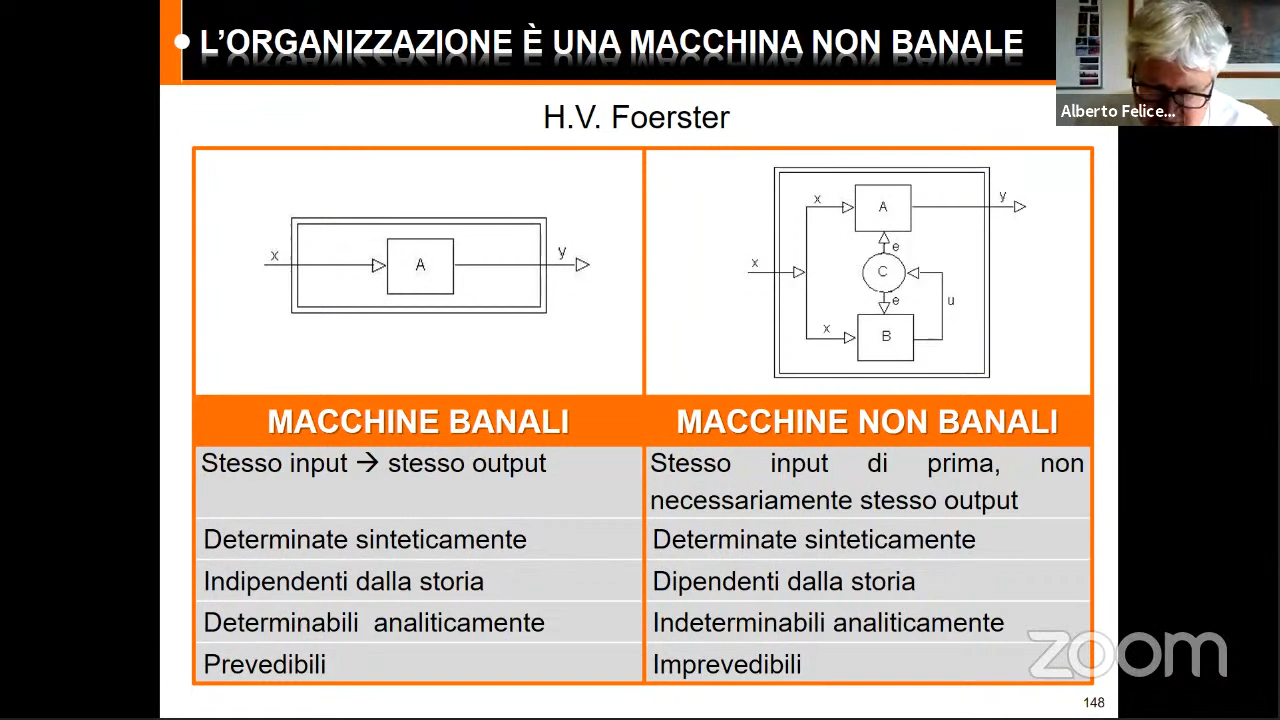 L'ORGANIZZAZIONE È UNA MACCHINA NON BANALE
Alberto Felice...
H.V. Foerster
x
A
y
x
A
y
e
x
C
e
u
x
B
MACCHINE BANALI
MACCHINE NON BANALI
Stesso input → stesso output
Stesso input di prima, non
necessariamente stesso output
Determinate sinteticamente
Determinate sinteticamente
Indipendenti dalla storia
Dipendenti dalla storia
Determinabili analiticamente
Indeterminabili analiticamente
Prevedibili
Imprevedibili
zoom
148